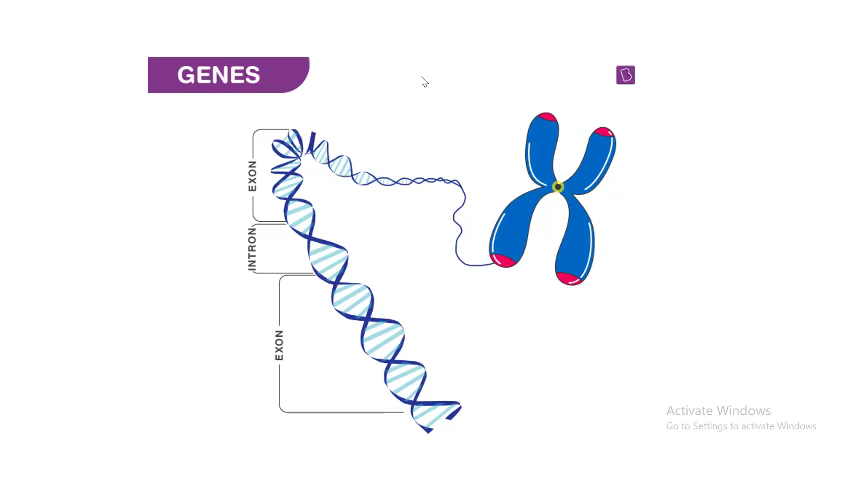 GENES
EXON
INTRON
EXON
Activate Windows
Go to Settings to activate Windows.